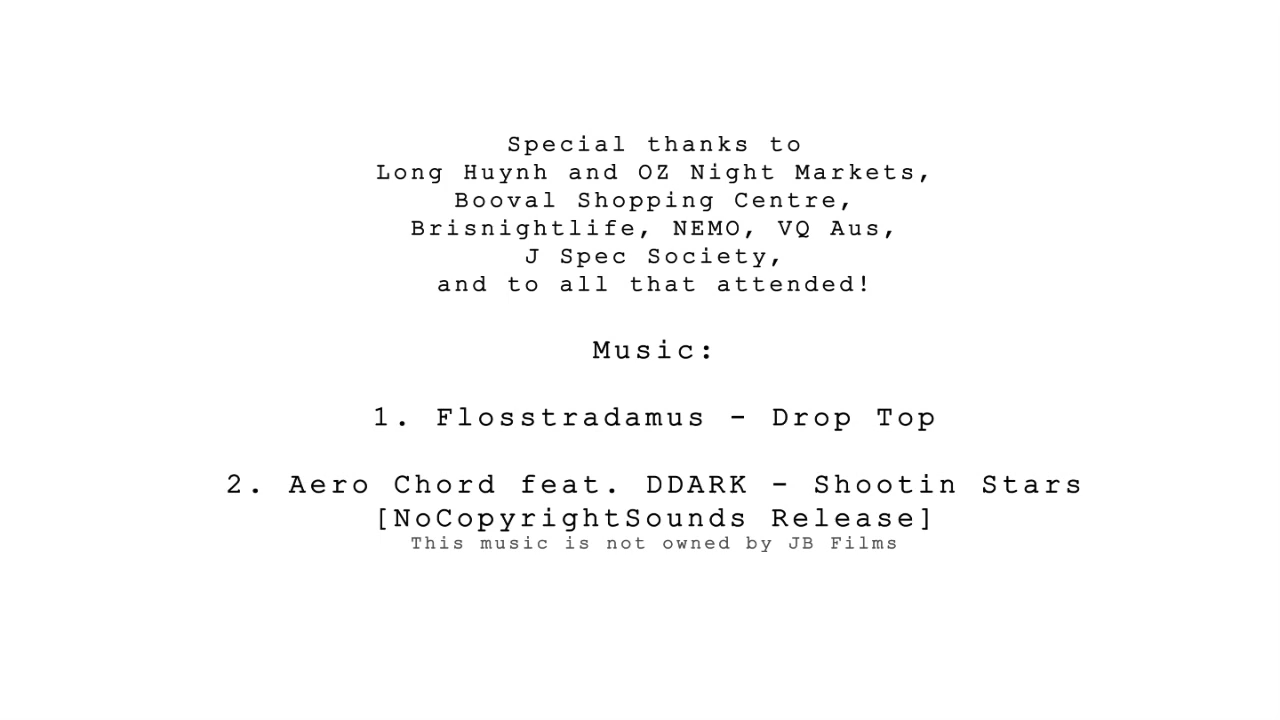 Special thanks to
Long Huynh and OZ Night Markets,
Booval Shopping Centre,
Brisnightlife, NEMO, VQ Aus,
J Spec Society,
and to all that attended!
Music:
1. Flosstradamus - Drop Top
2. Aero Chord feat. DDARK - Shootin Stars
[NoCopyrightSounds Release]
This music is not owned by JB Films